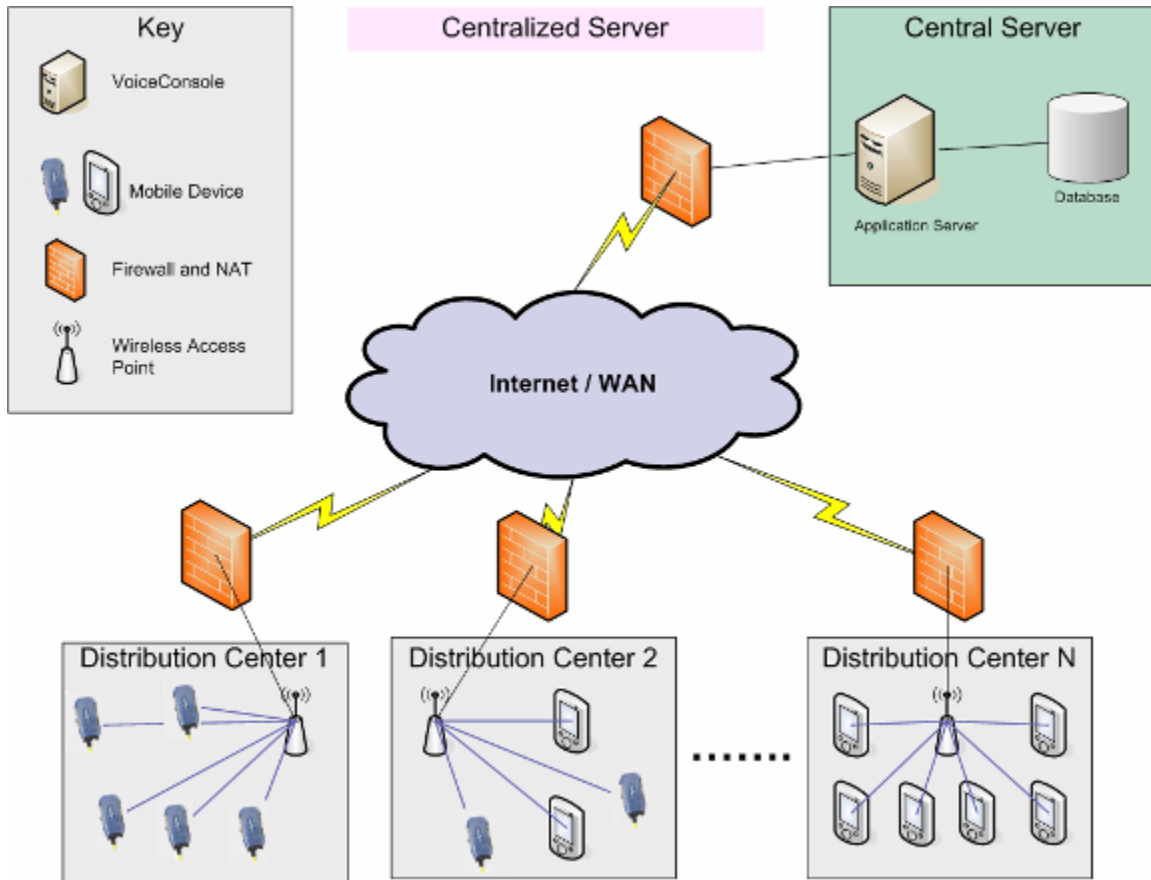 Key
VoiceConsole
Mobile Device
Firewall and NAT
Wireless Access
Point
Centralized Server
Central Server
Application Server
Database
Internet / WAN
Distribution Center 1
Distribution Center 2
Distribution Center N